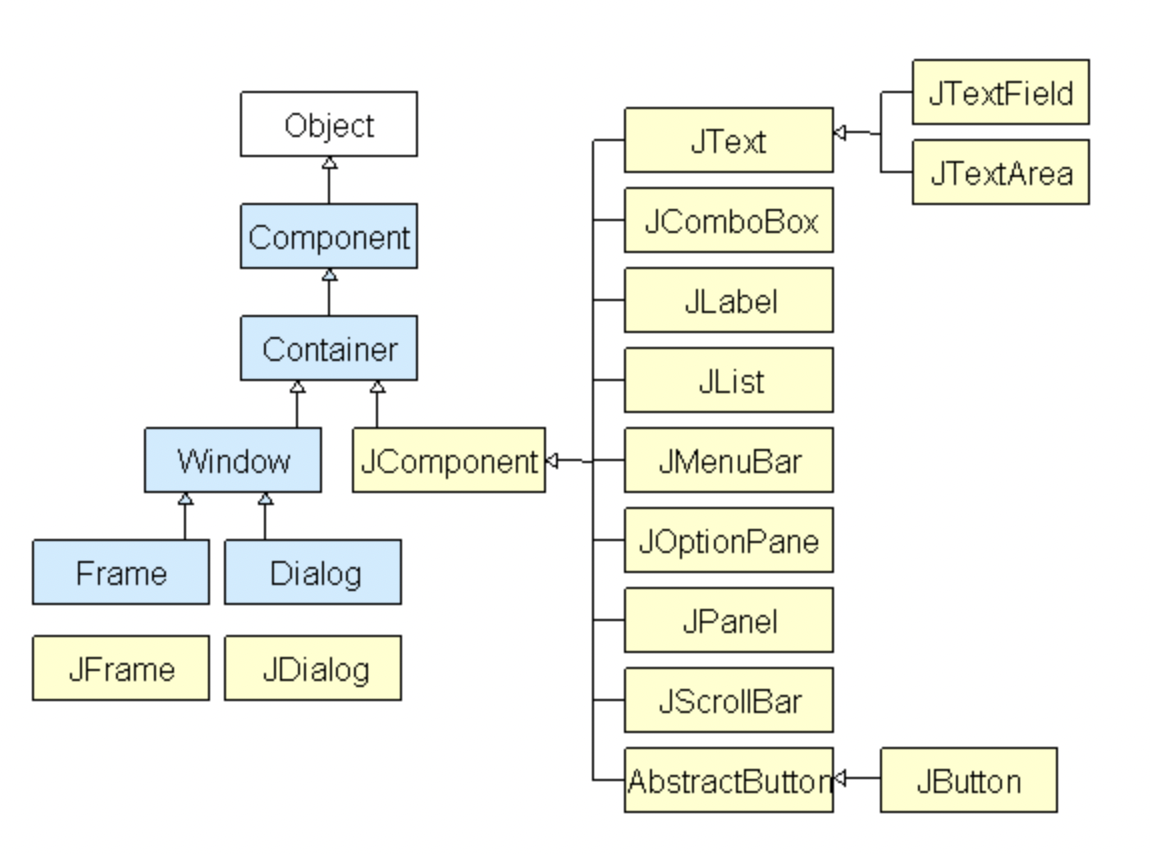 Object
Component
Container
Window
JComponent
Frame
Dialog
JFrame
JDialog
JText
JComboBox
JLabel
JList
JMenuBar
JOptionPane
JPanel
JScrollBar
AbstractButton
JTextField
JTextArea
JButton